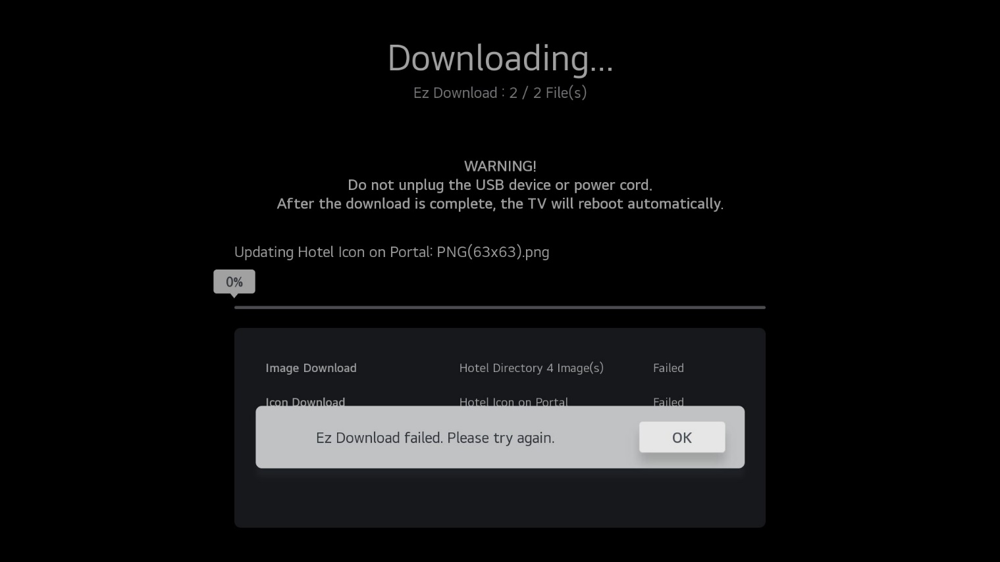 Downloading...
Ez Download : 2 / 2 File(s)
WARNING!
Do not unplug the USB device or power cord.
After the download is complete, the TV will reboot automatically.
Updating Hotel Icon on Portal: PNG(63x63).png
0%
Image Download Hotel Directory 4 Image(s) Failed
Icon Download Hotel Icon on Portal Failed
Ez Download failed. Please try again. OK